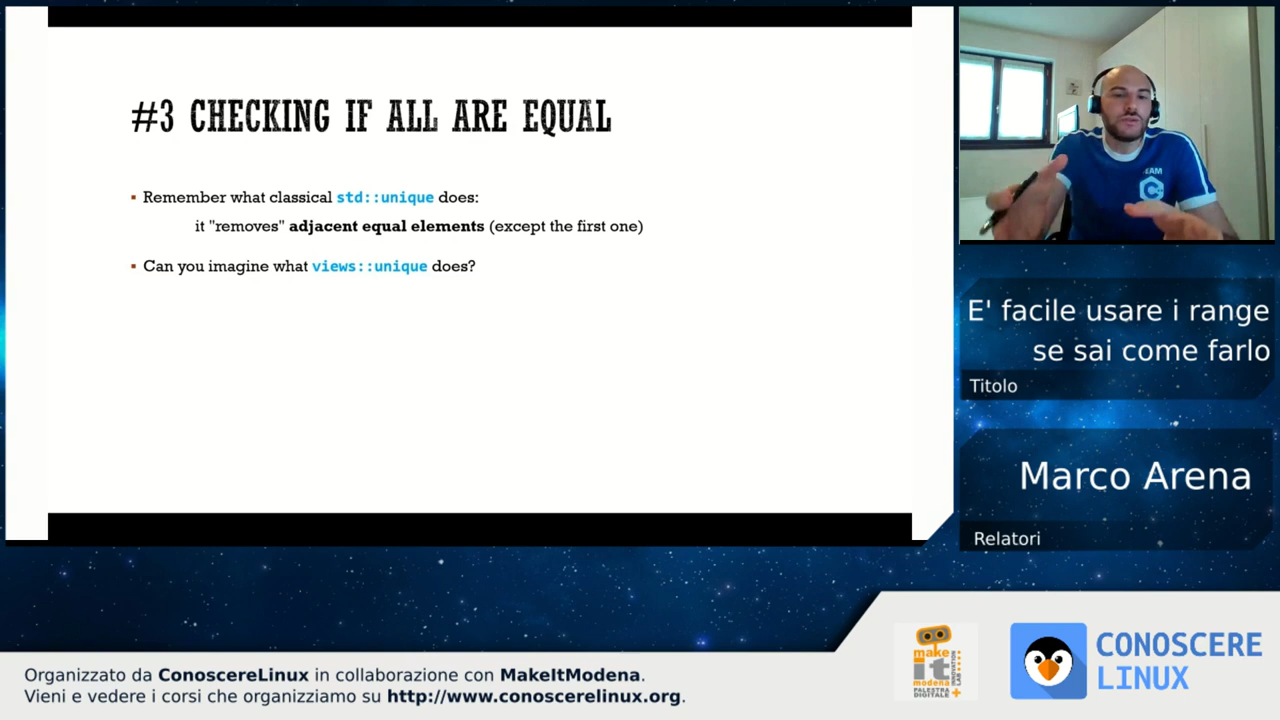 #3 CHECKING IF ALL ARE EQUAL
▪ Remember what classical std::unique does:
it "removes" adjacent equal elements (except the first one)
▪ Can you imagine what views::unique does?
E' facile usare i range
se sai come farlo
Titolo
Marco Arena
Relatori
Organizzato da ConoscereLinux in collaborazione con MakeItModena.
Vieni e vedere i corsi che organizziamo su http://www.conoscerelinux.org.
make
it
modena
PALESTRA
DIGITALE
INNOVATION
LAB
CONOSCERE
LINUX